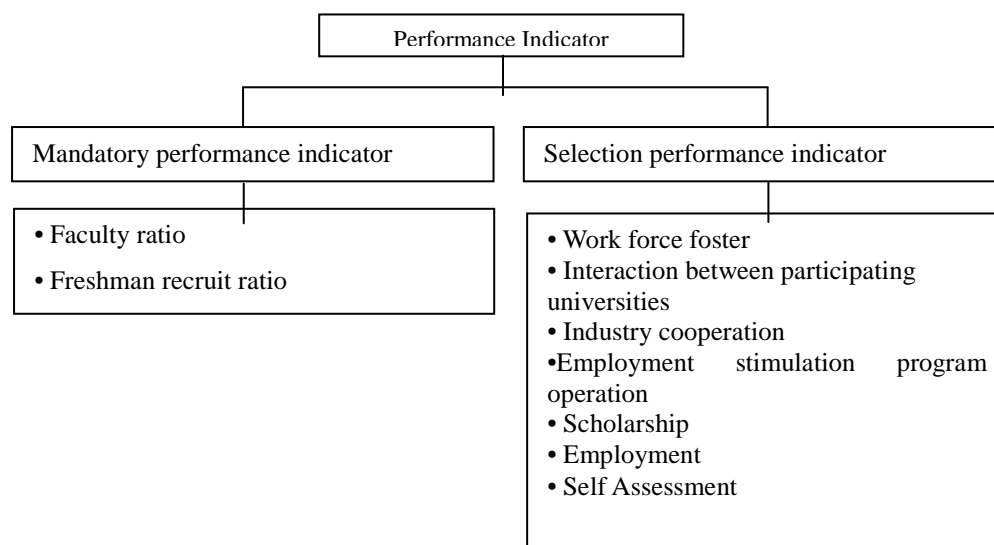 Performance Indicator
Mandatory performance indicator
Selection performance indicator
• Faculty ratio
• Freshman recruit ratio
• Work force foster
• Interaction between participating
universities
• Industry cooperation
•Employment stimulation program
operation
• Scholarship
• Employment
• Self Assessment